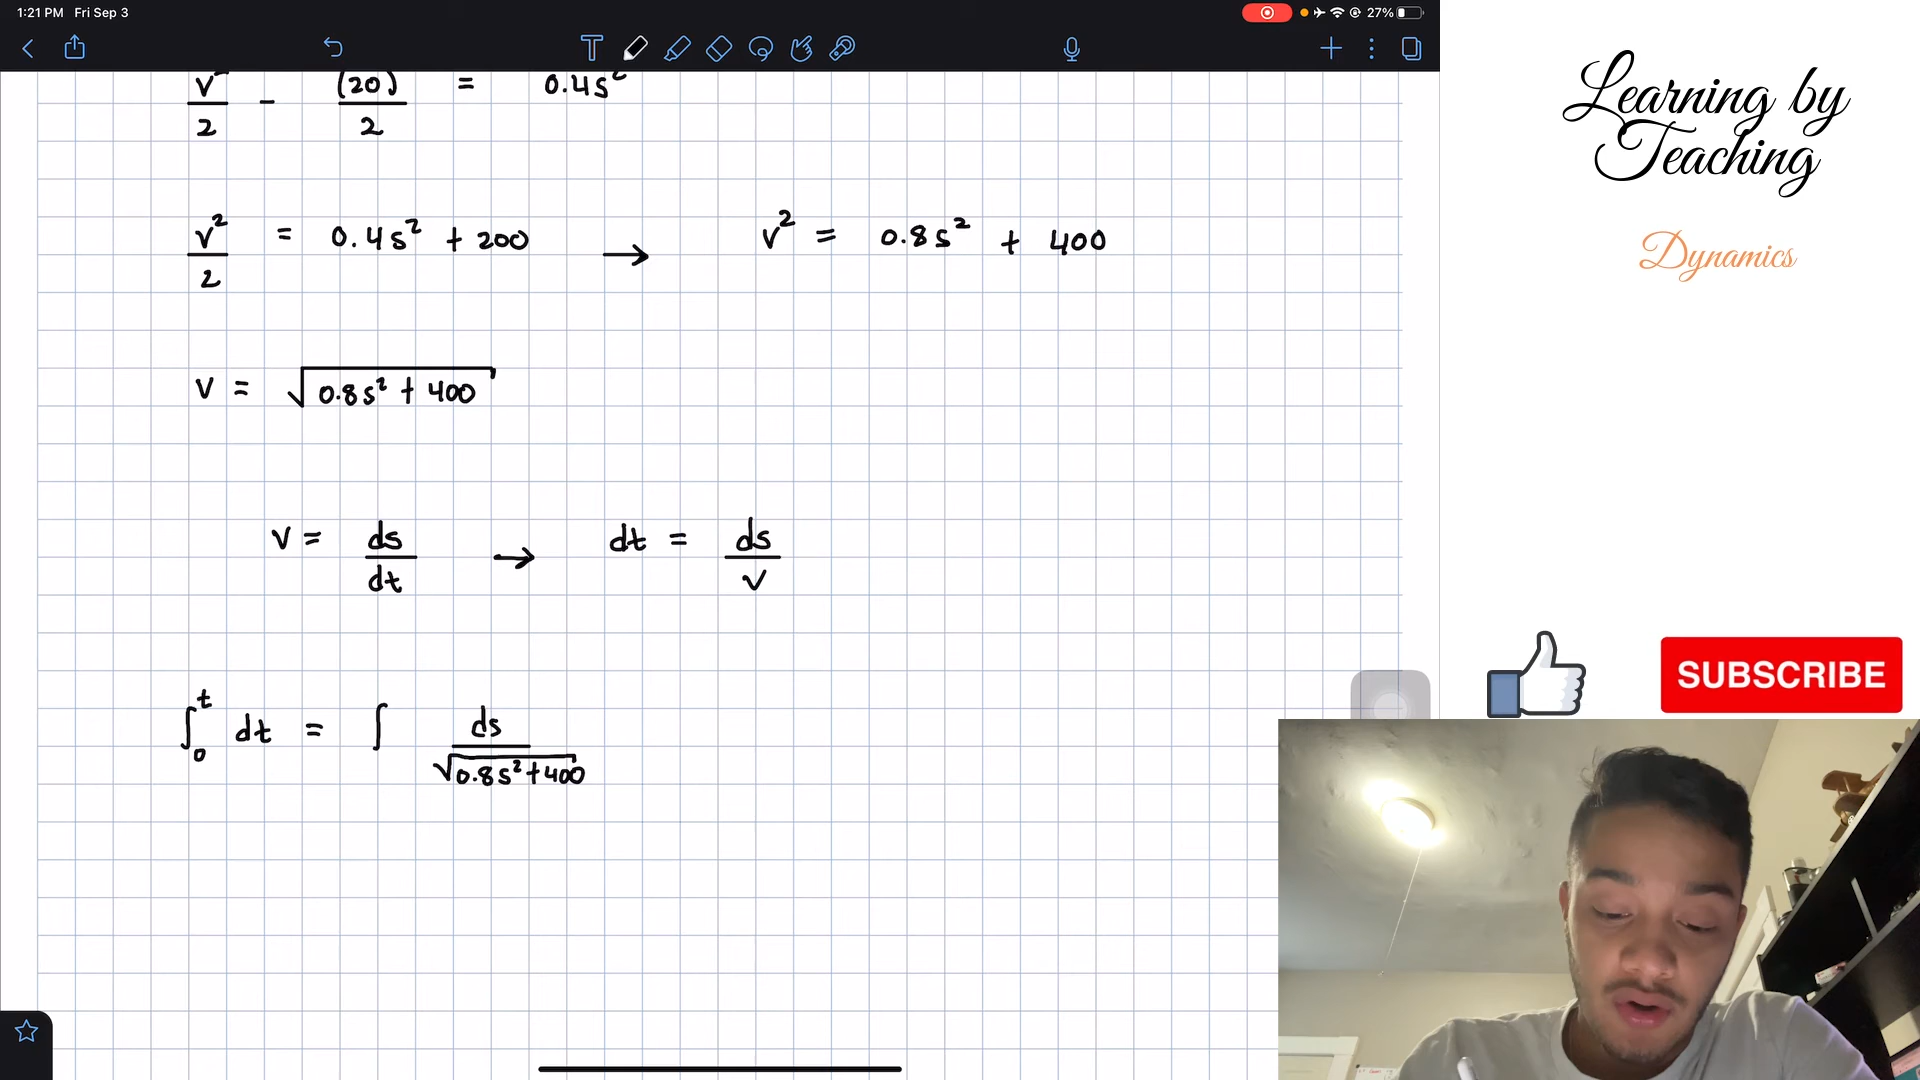 1:21 PM Fri Sep 3
27%
T
v² (20)
― - ― = 0.4s²
2 2
v²/2 = 0.4s² + 200 → v² = 0.8s² + 400
v = √(0.8s² + 400)
v = ds/dt → dt = ds/v
∫₀ᵗ dt = ∫ ds/√(0.8s²+400)
Learning by
Teaching
Dynamics
SUBSCRIBE